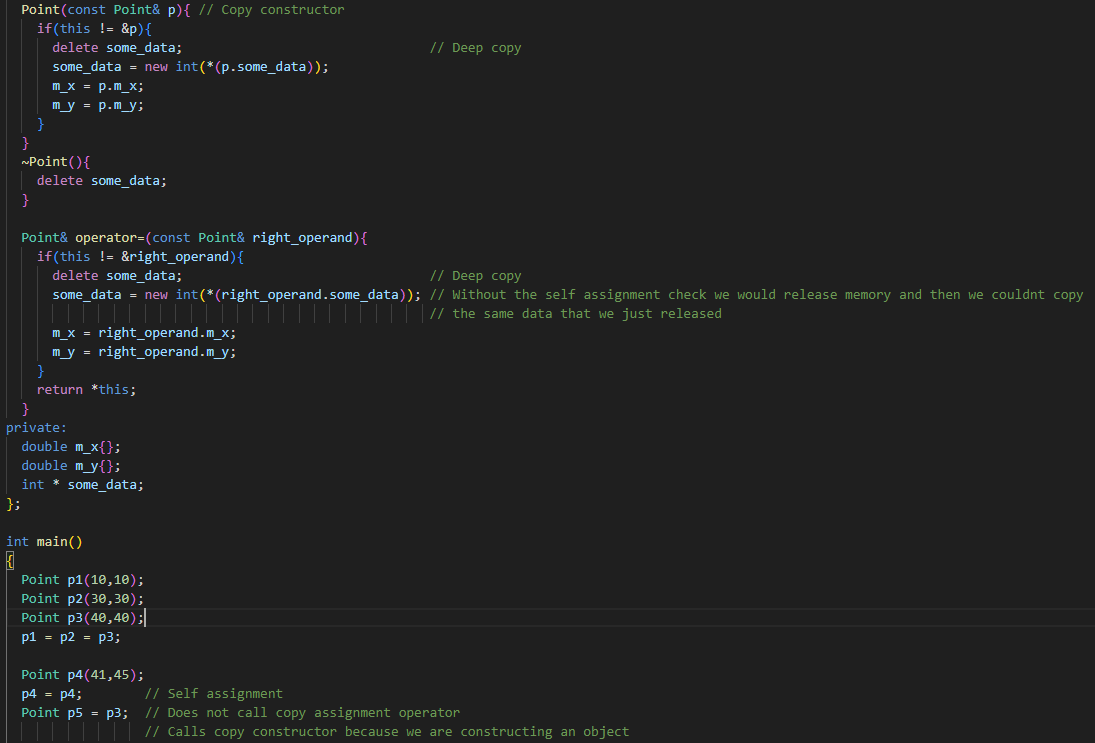 Point(const Point& p){ // Copy constructor
if(this != &p){
delete some_data; // Deep copy
some_data = new int(*(p.some_data));
m_x = p.m_x;
m_y = p.m_y;
}
}
~Point(){
delete some_data;
}
Point& operator=(const Point& right_operand){
if(this != &right_operand){
delete some_data; // Deep copy
some_data = new int(*(right_operand.some_data)); // Without the self assignment check we would release memory and then we couldnt copy
// the same data that we just released
m_x = right_operand.m_x;
m_y = right_operand.m_y;
}
return *this;
}
private:
double m_x{};
double m_y{};
int * some_data;
};
int main()
{
Point p1(10,10);
Point p2(30,30);
Point p3(40,40);
p1 = p2 = p3;
Point p4(41,45);
p4 = p4; // Self assignment
Point p5 = p3; // Does not call copy assignment operator
// Calls copy constructor because we are constructing an object